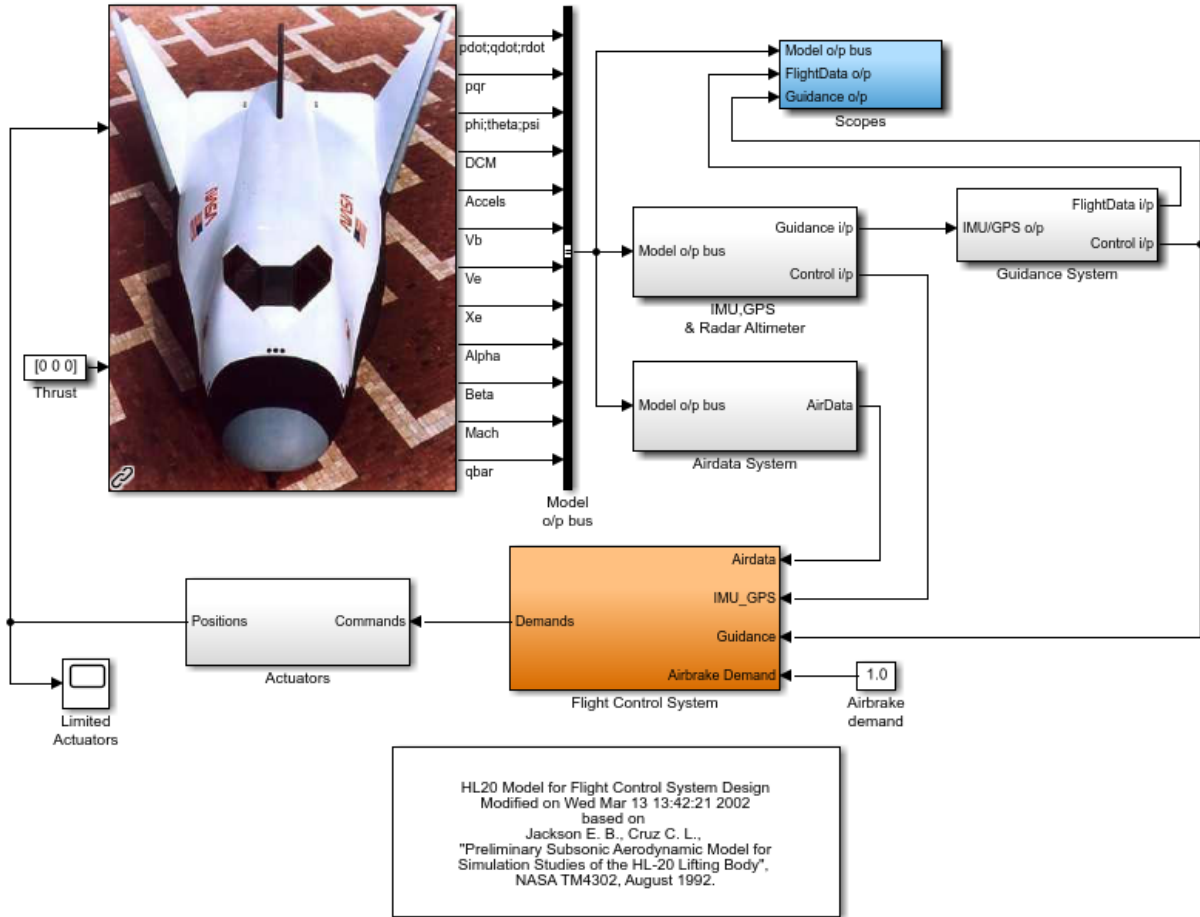 pdot;qdot;rdot
pqr
phi;theta;psi
DCM
Accels
Vb
Ve
Xe
Alpha
Beta
Mach
qbar
NASA
NASA
[0 0 0]
Thrust
Model
o/p bus
Model o/p bus
FlightData o/p
Guidance o/p
Scopes
Model o/p bus
Guidance i/p
Control i/p
IMU,GPS
& Radar Altimeter
IMU/GPS o/p
FlightData i/p
Control i/p
Guidance System
Model o/p bus
AirData
Airdata System
Airdata
IMU_GPS
Guidance
Airbrake Demand
Demands
Flight Control System
1.0
Airbrake
demand
Positions
Commands
Actuators
Limited
Actuators
HL20 Model for Flight Control System Design
Modified on Wed Mar 13 13:42:21 2002
based on
Jackson E. B., Cruz C. L.,
"Preliminary Subsonic Aerodynamic Model for
Simulation Studies of the HL-20 Lifting Body",
NASA TM4302, August 1992.